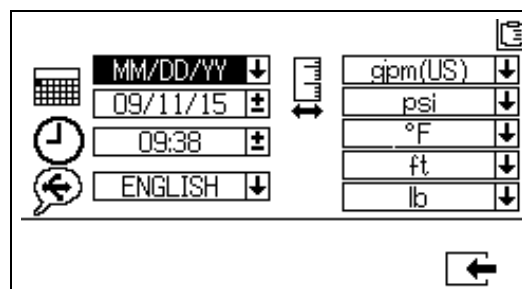 MM/DD/YY
09/11/15
09:38
ENGLISH
gpm(US)
psi
°F
ft
lb